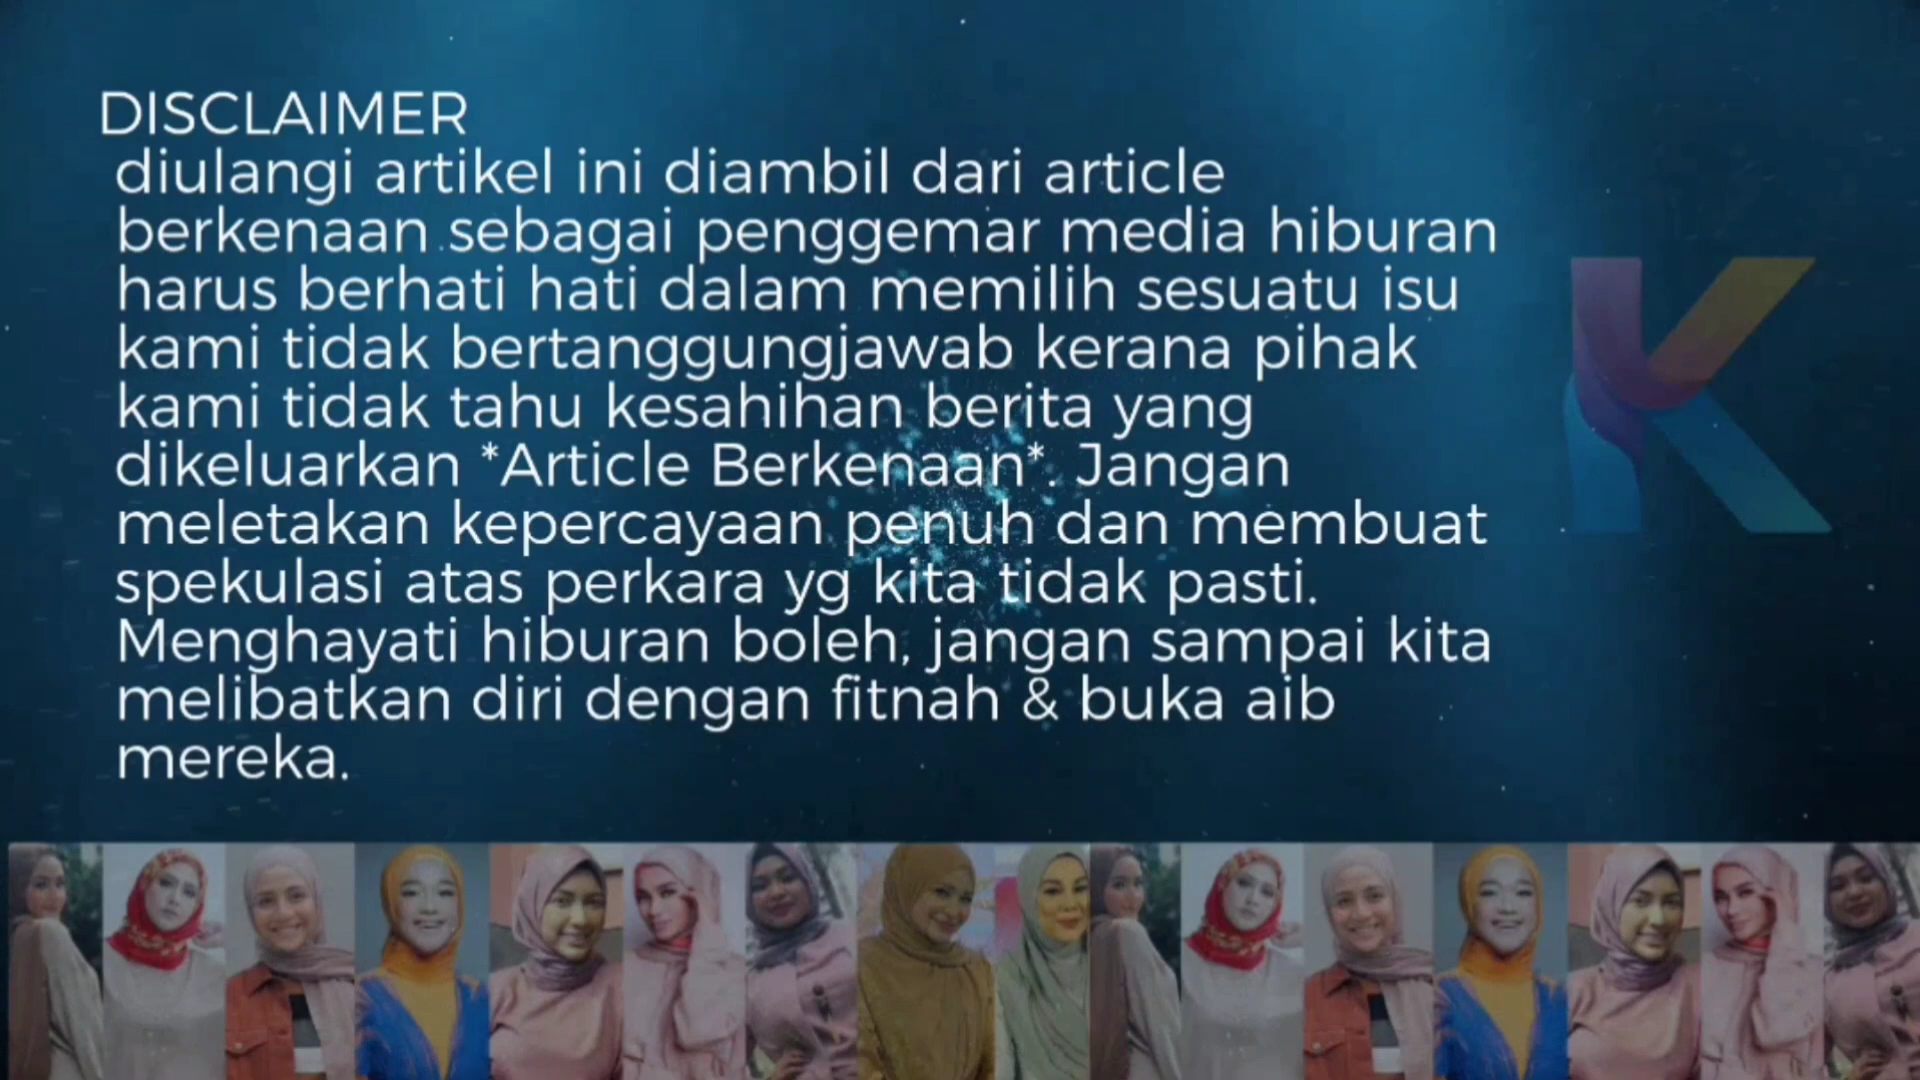 DISCLAIMER
diulangi artikel ini diambil dari article
berkenaan.sebagai penggemar media hiburan
harus berhati hati dalam memilih sesuatu isu
kami tidak bertanggungjawab kerana pihak
kami tidak tahu kesahihan berita yang
dikeluarkan *Article Berkenaan*. Jangan
meletakan kepercayaan penuh dan membuat
spekulasi atas perkara yg kita tidak pasti.
Menghayati hiburan boleh, jangan sampai kita
melibatkan diri dengan fitnah & buka aib
mereka.
K